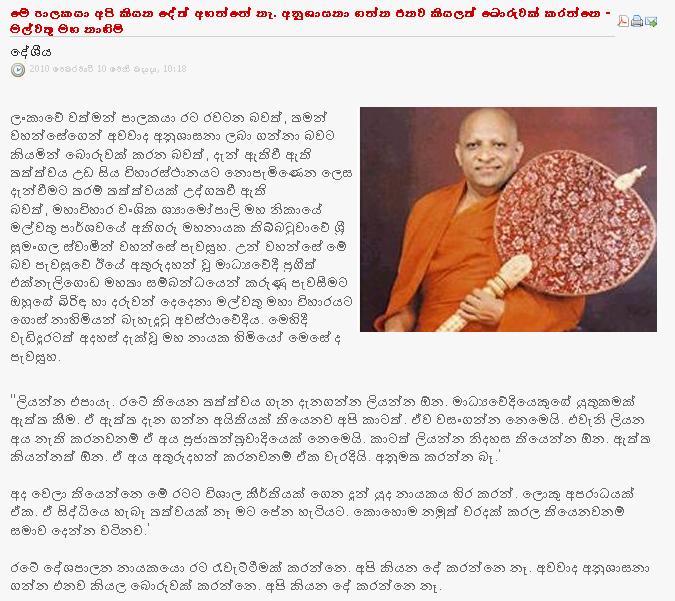 මේ පාලකයා අපි කියන දේත් අහන්නේ නෑ. අනුශාසනා ගන්න එනව කියලත් බොරුවක් කරන්නෙ -
මල්වතු මහ නාහිමි
දේශීය
2010 පෙබරවාරි 10 වෙනි බදාදා, 10:18
ලංකාවේ වක්මන් පාලකයා රට රවටන බවත්, තමන්
වහන්සේගෙන් අවවාද අනුශාසනා ලබා ගන්නා බවට
කියමින් බොරුවක් කරන බවත්, දැන් ඇතිවී ඇති
තත්ත්වය උඩ සිය විහාරස්ථානයට නොපැමිණෙන ලෙස
දැන්වීමට තරම් තත්ත්වයක් උද්ගතවී ඇති
බවත්, මහාවිහාර වංශික ශ්‍යාමෝපාලි මහ නිකායේ
මල්වතු පාර්ශවයේ අතිගරු මහනායක තිබ්බටුවාවේ ශ්‍රී
සුමංගල ස්වාමීන් වහන්සේ පැවසූහ. උන් වහන්සේ මේ
බව පැවසුවේ ඊයේ අතුරුදහන් වූ මාධ්‍යවේදී ප්‍රගීත්
එක්නැලිගොඩ මහතා සම්බන්ධයෙන් කරුණු පැවසීමට
ඔහුගේ බිරිඳ හා දරුවන් දෙදෙනා මල්වතු මහා විහාරයට
ගොස් නාහිමියන් බැහැදුටු අවස්ථාවේදීය. මෙහිදී
වැඩිදුරටත් අදහස් දැක්වූ මහ නායක හිමියෝ මෙසේ ද
පැවසූහ.
"ලියන්න එපායැ. රටේ තියෙන තත්ත්වය ගැන දැනගන්න ලියන්න ඕන. මාධ්‍යවේදියෙකුගේ යුතුකමක්
ඇත්ත කීම. ඒ ඇත්ත දැන ගන්න අයිතියක් තියෙනව අපි කාටත්. ඒව වසංගන්න නෙමෙයි. එවැනි ලියන
අය නැති කරනවනම් ඒ අය ප්‍රජාතන්ත්‍රවාදියෙක් නෙමෙයි. කාටත් ලියන්න නිදහස තියෙන්න ඕන. ඇත්ත
කියන්නත් ඕන. ඒ අය අතුරුදහන් කරනවනම් ඒක වැරදියි. අනුමත කරන්න බෑ.'
අද වෙලා තියෙන්නෙ මේ රටට විශාල කීර්තියක් ගෙන දුන් යුද නායකය හිර කරන්. ලොකු අපරාධයක්
ඒක. ඒ සිද්ධියෙ හැබෑ තත්වයක් නෑ මට පේන හැටියට. කොහොම නමුත් වරදක් කරල තියෙනවනම්
සමාව දෙන්න වටිනව.'
රටේ දේශපාලන නායකයො රට රැවැට්ටීමක් කරන්නෙ. අපි කියන දේ කරන්නෙ නෑ. අවවාද අනුශාසනා
ගන්න එනව කියල බොරුවක් කරන්නෙ. අපි කියන දේ කරන්නෙ නෑ.